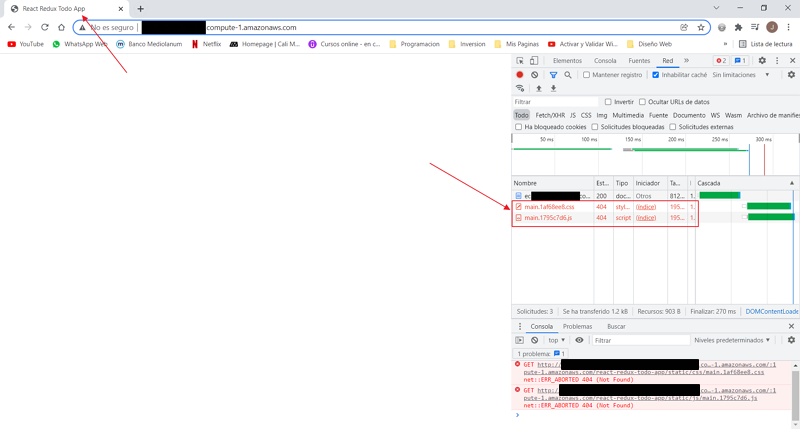 React Redux Todo App
No es seguro
compute-1.amazonaws.com
YouTube
WhatsApp Web
Banco Mediolanum
Netflix
Homepage | Cali M...
Cursos online - en c...
Programacion
Inversion
Mis Paginas
Activar y Validar Wi...
Diseño Web
»
Lista de lectura
Elementos
Consola
Fuentes
Red
»
2
1
Mantener registro
Inhabilitar caché
Sin limitaciones
Filtrar
Invertir
Ocultar URLs de datos
Todo
Fetch/XHR
JS
CSS
Img
Multimedia
Fuente
Documento
WS
Wasm
Archivo de manifies
Ha bloqueado cookies
Solicitudes bloqueadas
Solicitudes externas
50 ms
100 ms
150 ms
200 ms
250 ms
300 ms
Nombre
Est...
Tipo
Iniciador
Ta...
Cascada
ec
co...
200
doc...
Otros
812...
1.
main.1af68ee8.css
404
styl...
(índice)
195...
1.
main.1795c7d6.js
404
script
(índice)
195...
1.
Solicitudes: 3
Se ha transferido 1.2 kB
Recursos: 903 B
Finalizar: 270 ms
DOMContentLoade
Consola
Problemas
Buscar
top
Filtrar
Niveles predeterminados
1 problema:
1
GET http://
co…-1.amazonaws.com/:1
pute-1.amazonaws.com/react-redux-todo-app/static/css/main.1af68ee8.css
net::ERR_ABORTED 404 (Not Found)
GET http://
co…-1.amazonaws.com/:1
pute-1.amazonaws.com/react-redux-todo-app/static/js/main.1795c7d6.js
net::ERR_ABORTED 404 (Not Found)